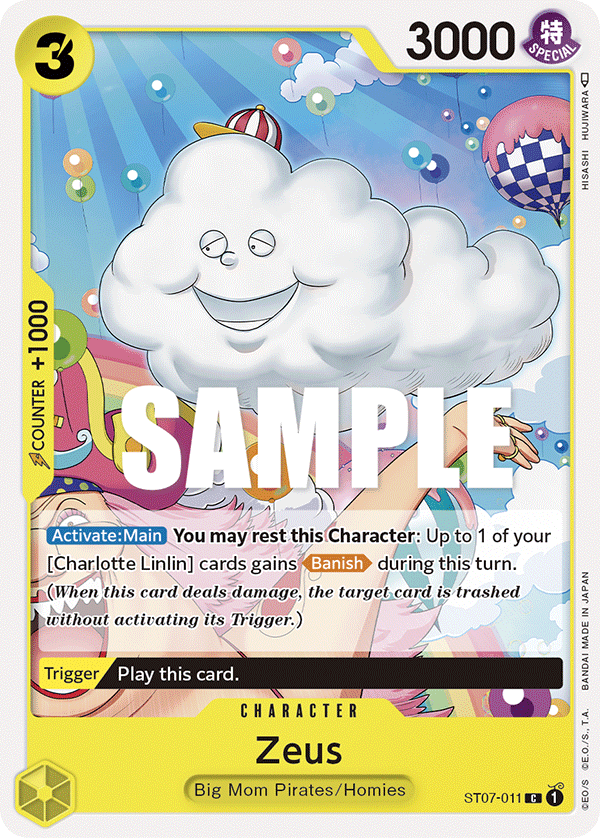 3
3000
特
SPECIAL
HISASHI HUJIWARA
COUNTER +1000
SAMPLE
Activate:Main You may rest this Character: Up to 1 of your
[Charlotte Linlin] cards gains Banish during this turn.
(When this card deals damage, the target card is trashed
without activating its Trigger.)
Trigger Play this card.
CHARACTER
Zeus
Big Mom Pirates/Homies
ST07-011 C 1
©E.O/S ©E.O./S., T.A. BANDAI MADE IN JAPAN